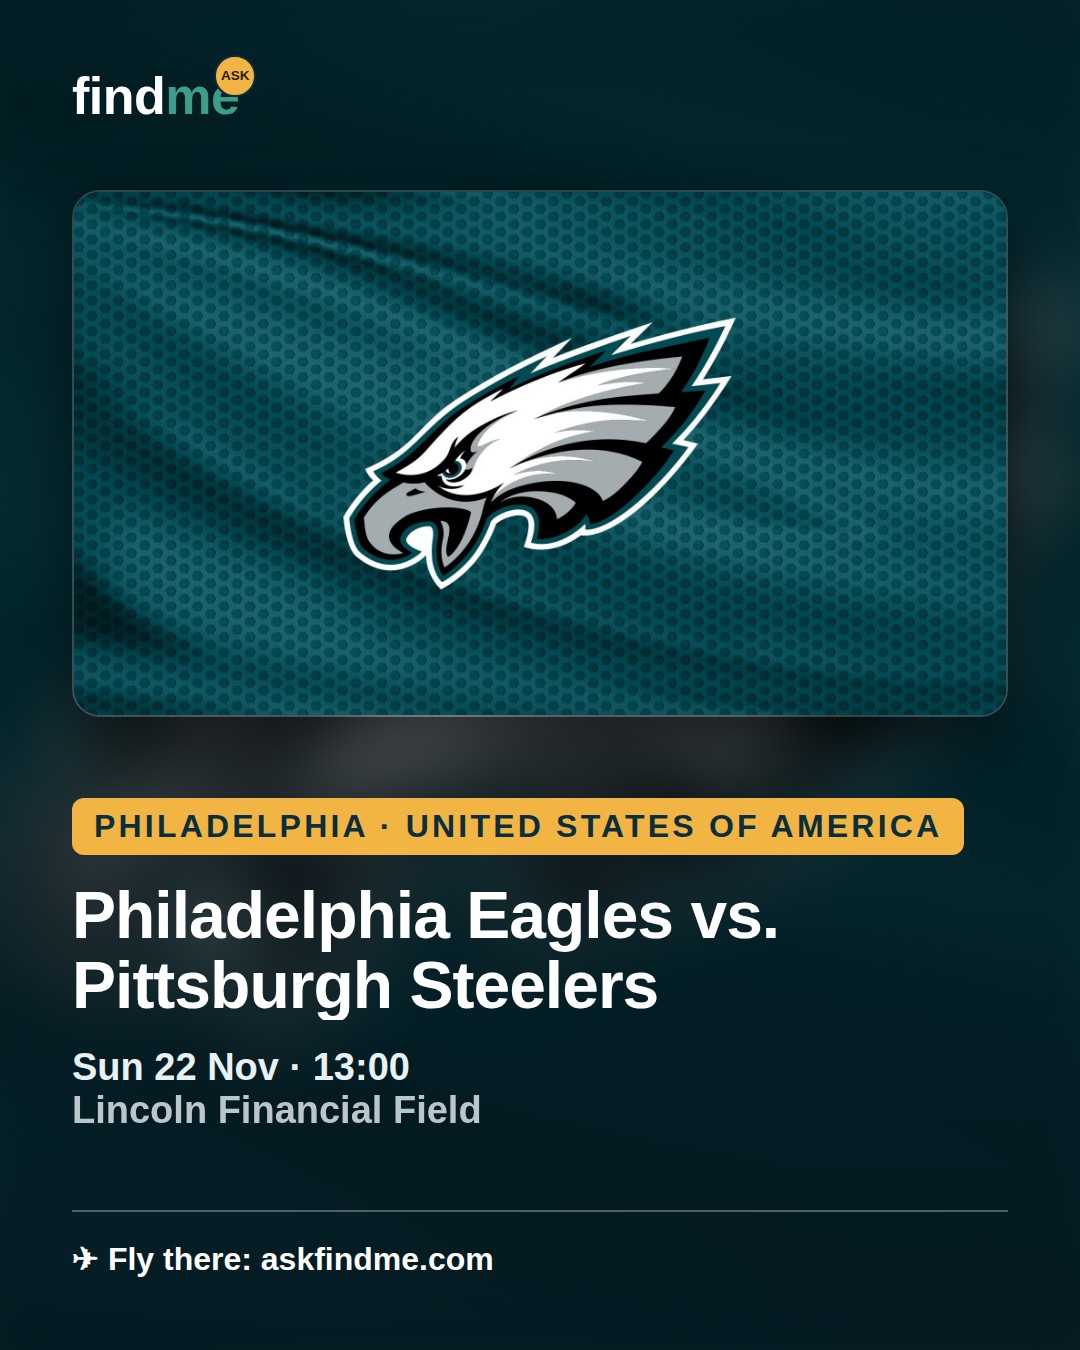 findme
ASK
PHILADELPHIA · UNITED STATES OF AMERICA
Philadelphia Eagles vs.
Pittsburgh Steelers
Sun 22 Nov · 13:00
Lincoln Financial Field
✈ Fly there: askfindme.com